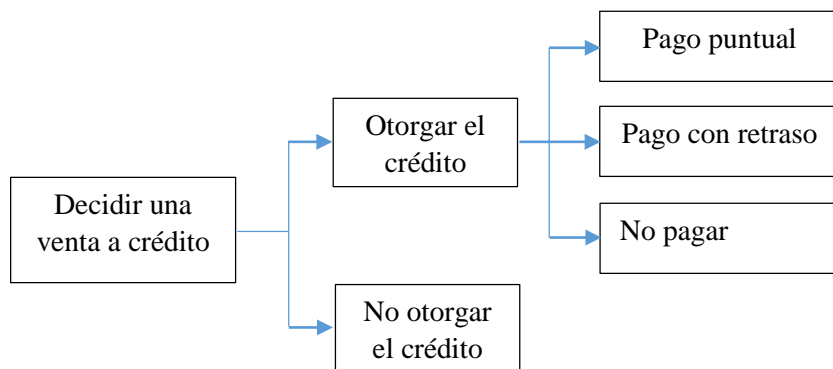 Decidir una
venta a crédito
Otorgar el
crédito
No otorgar
el crédito
Pago puntual
Pago con retraso
No pagar